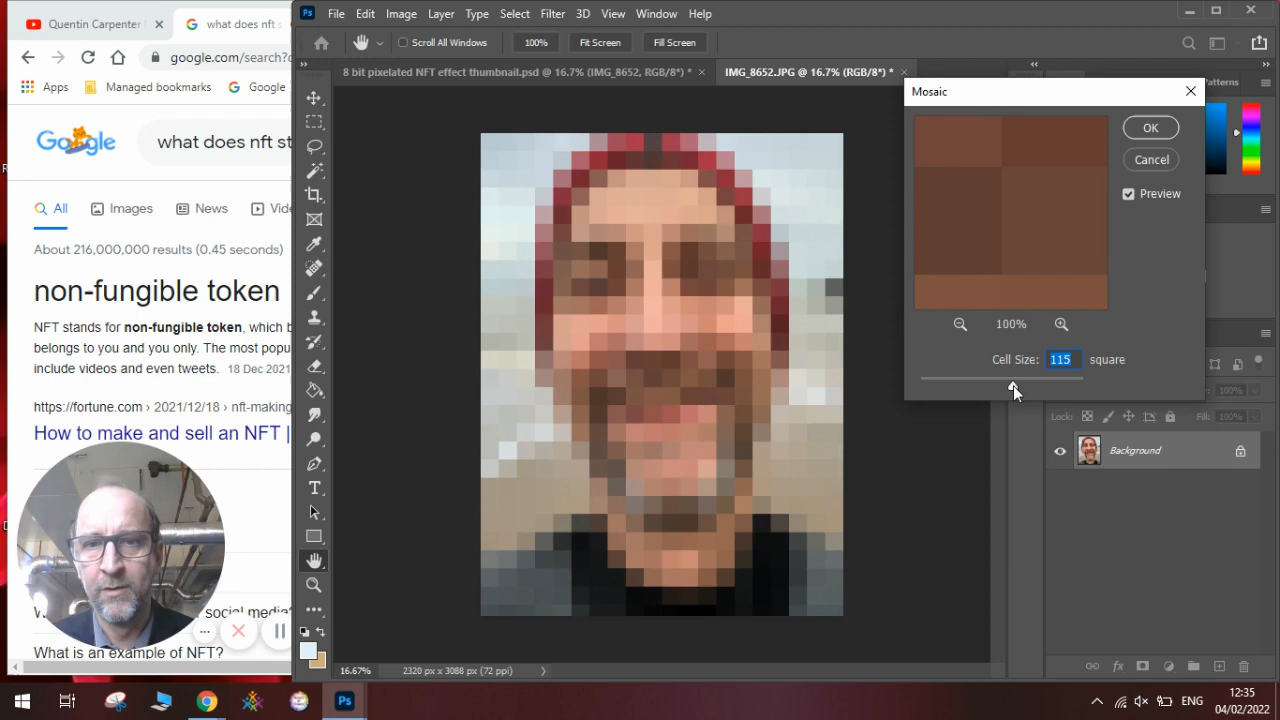 Quentin Carpenter
what does nft s
google.com/search?
Apps
Managed bookmarks
Google
Google
what does nft st
All
Images
News
Vide
About 216,000,000 results (0.45 seconds)
non-fungible token
NFT stands for non-fungible token, which b
belongs to you and you only. The most popu
include videos and even tweets. 18 Dec 2021
https://fortune.com › 2021/12/18 › nft-making
How to make and sell an NFT |
social media?
What is an example of NFT?
Ps
File
Edit
Image
Layer
Type
Select
Filter
3D
View
Window
Help
Scroll All Windows
100%
Fit Screen
Fill Screen
8 bit pixelated NFT effect thumbnail.psd @ 16.7% (IMG_8652, RGB/8*) *
IMG_8652.JPG @ 16.7% (RGB/8*) *
Patterns
Mosaic
OK
Cancel
Preview
100%
Cell Size: 115 square
100%
Lock:
Fill: 100%
Background
16.67%
2320 px x 3088 px (72 ppi)
Ps
ENG
12:35
04/02/2022